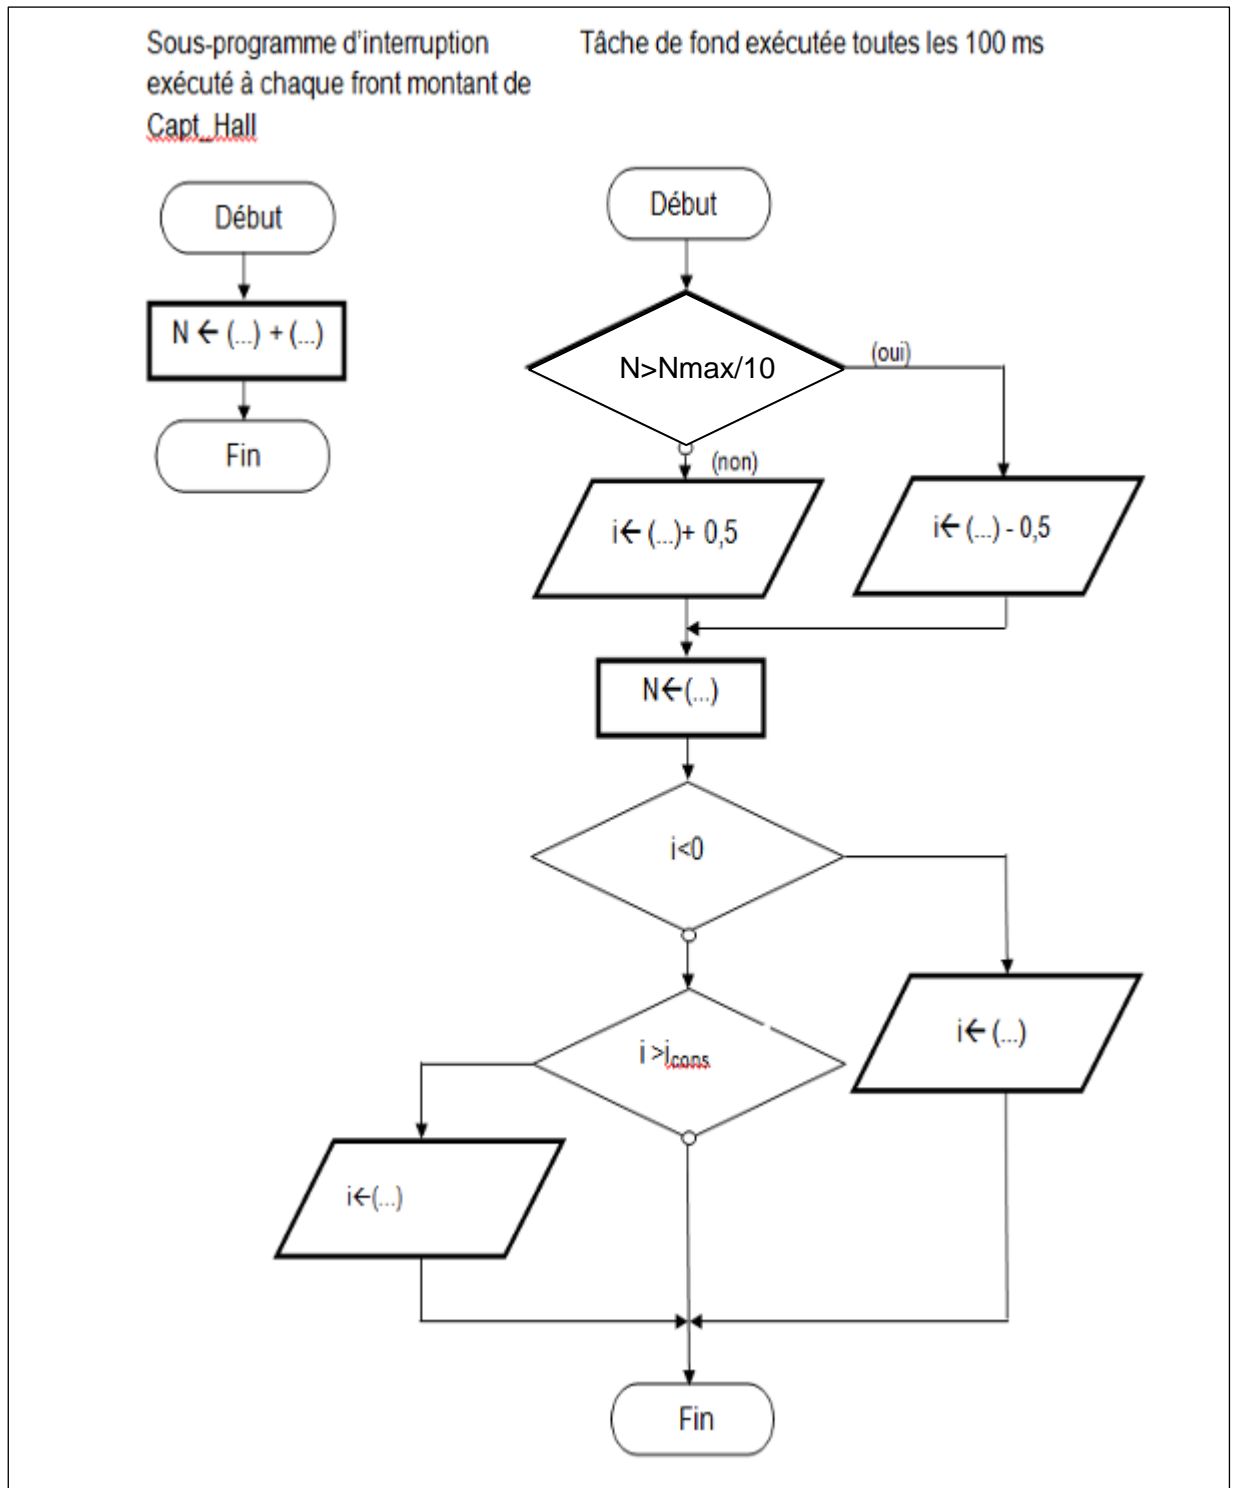 Sous-programme d’interruption
exécuté à chaque front montant de
Capt_Hall
Tâche de fond exécutée toutes les 100 ms
Début
N ← (...) + (...)
Fin
Début
N>Nmax/10
(oui)
(non)
i← (...)+ 0,5
i← (...) - 0,5
N←(...)
i<0
i >icons
i← (...)
i←(...)
Fin